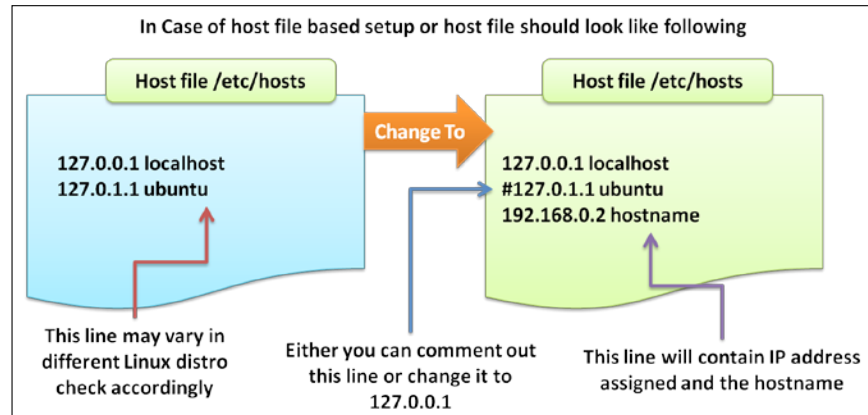 In Case of host file based setup or host file should look like following
Host file /etc/hosts
127.0.0.1 localhost
127.0.1.1 ubuntu
Change To
Host file /etc/hosts
127.0.0.1 localhost
#127.0.1.1 ubuntu
192.168.0.2 hostname
This line may vary in
different Linux distro
check accordingly
Either you can comment out
this line or change it to
127.0.0.1
This line will contain IP address
assigned and the hostname